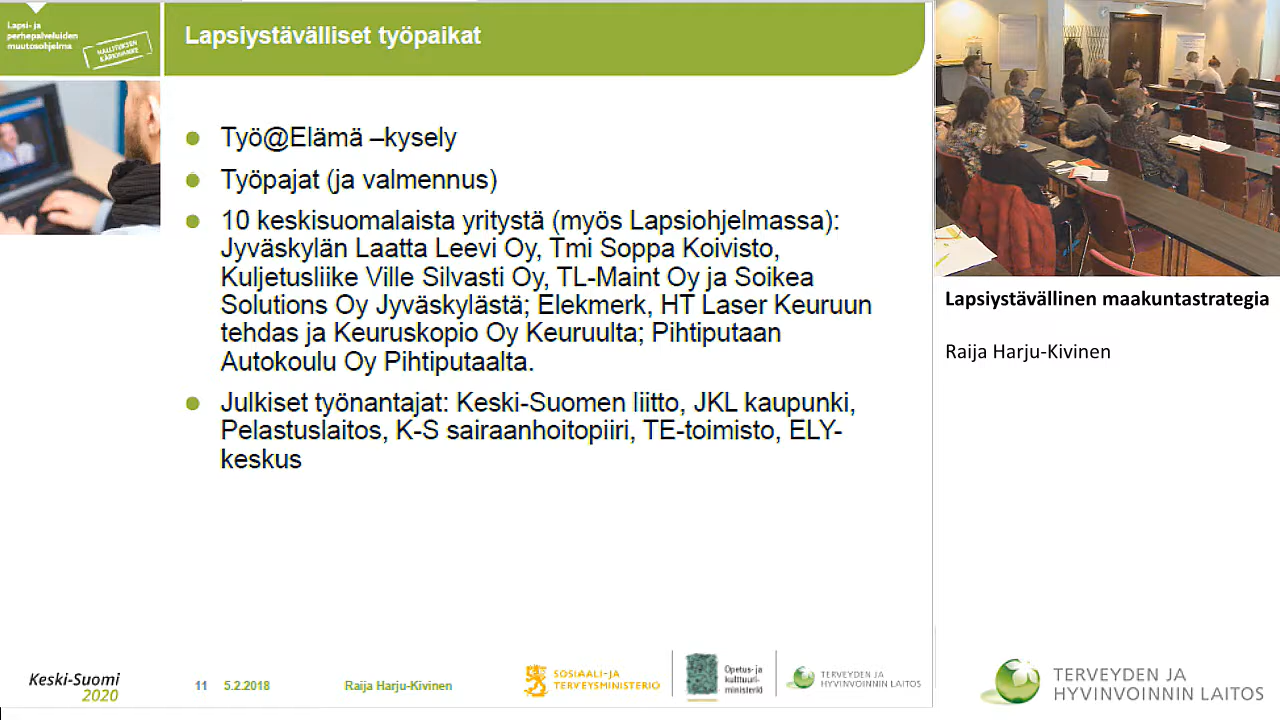 Lapsi- ja
perhepalveluiden
muutosohjelma
HALLITUKSEN
KÄRKIHANKE
Lapsiystävälliset työpaikat
Työ@Elämä –kysely
Työpajat (ja valmennus)
10 keskisuomalaista yritystä (myös Lapsiohjelmassa):
Jyväskylän Laatta Leevi Oy, Tmi Soppa Koivisto,
Kuljetusliike Ville Silvasti Oy, TL-Maint Oy ja Soikea
Solutions Oy Jyväskylästä; Elekmerk, HT Laser Keuruun
tehdas ja Keuruskopio Oy Keuruulta; Pihtiputaan
Autokoulu Oy Pihtiputaalta.
Julkiset työnantajat: Keski-Suomen liitto, JKL kaupunki,
Pelastuslaitos, K-S sairaanhoitopiiri, TE-toimisto, ELY-
keskus
Keski-Suomi
2020
11 5.2.2018 Raija Harju-Kivinen
SOSIAALI- JA
TERVEYSMINISTERIÖ
Opetus- ja
kulttuuri-
ministeriö
TERVEYDEN JA
HYVINVOINNIN LAITOS
Lapsiystävällinen maakuntastrategia
Raija Harju-Kivinen
TERVEYDEN JA
HYVINVOINNIN LAITOS